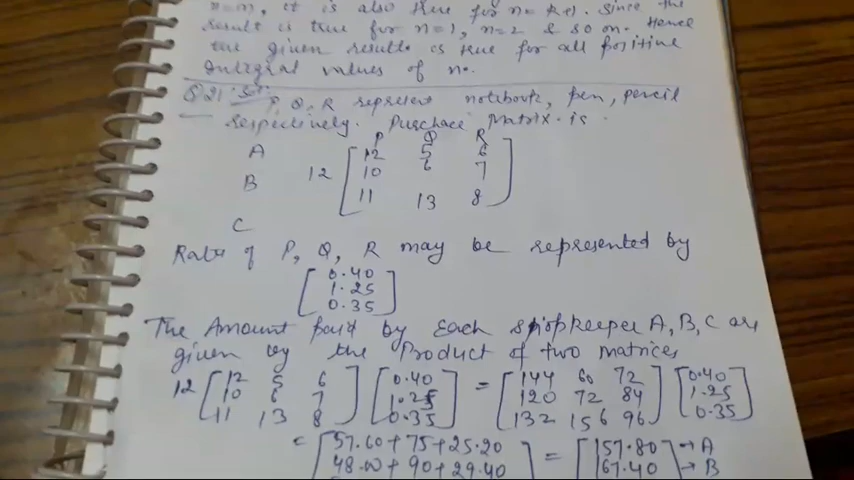 n=m, it is also true for n=k+1. Since the
result is true for n=1, n=2 & so on. Hence
the given results is true for all positive
integral values of n.
Q 21 Sol: P, Q, R represent notebook, pen, pencil
respectively. Purchase Matrix is
P Q R
A 12 5 6
B 12 10 6 7
11 13 8
C
Rate of P, Q, R may be represented by
0.40
1.25
0.35
The Amount paid by Each shopkeeper A, B, C are
given by the Product of two matrices
12 [12 5 6] [0.40] = [144 60 72] [0.40]
10 6 7 1.25 120 72 84 1.25
11 13 8 0.35 132 156 96 0.35
= [57.60+75+25.20] = [157.80] → A
48.00+90+29.40 167.40 → B